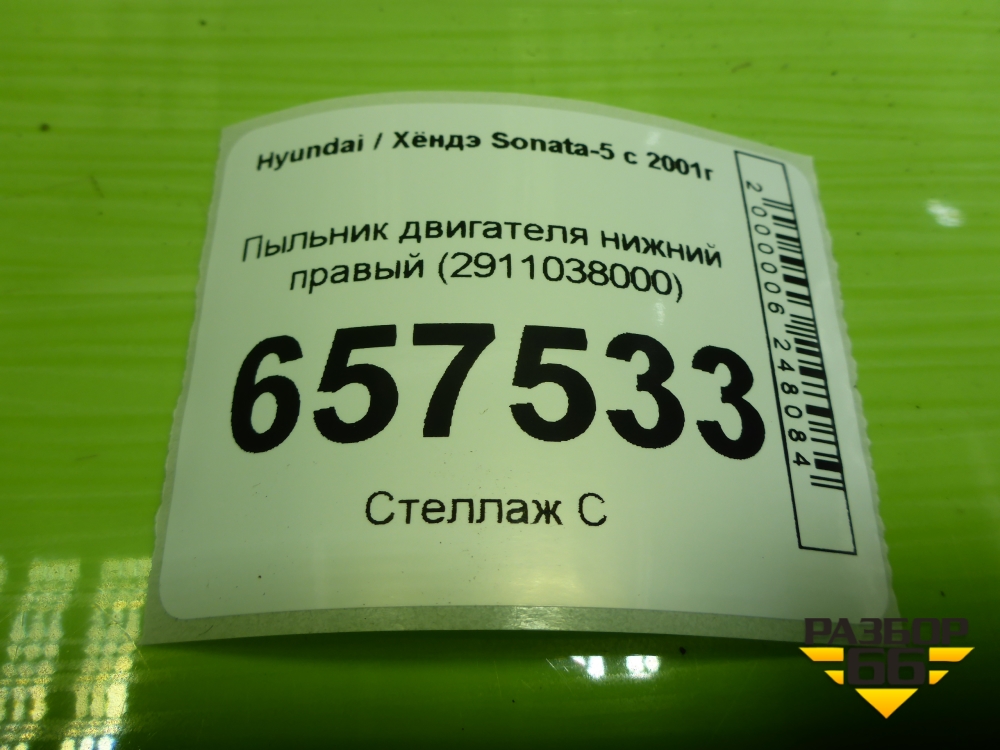 Hyundai / Хёндэ Sonata-5 с 2001г
Пыльник двигателя нижний
правый (2911038000)
657533
Стеллаж С
2000006248084
РАЗБОР
66